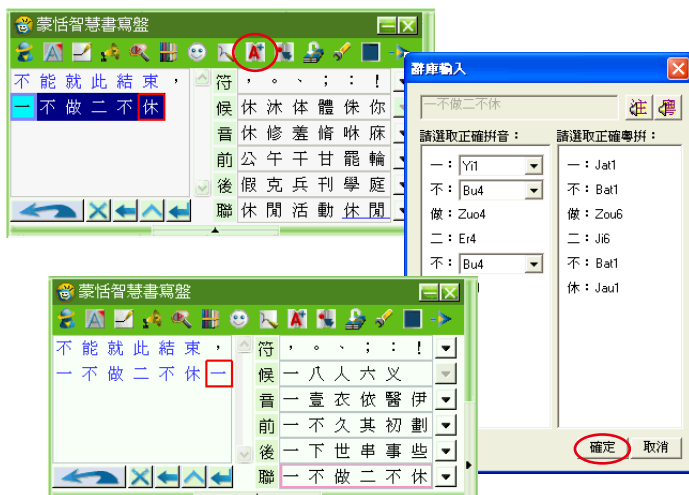 蒙恬智慧書寫盤
不能就此結束，
一不做二不休
符 ， 。 、 ； ： ！
候 休 沐 体 體 侏 你
音 休 修 羞 脩 咻 庥
前 公 午 干 甘 罷 輪
後 假 克 兵 刊 學 庭
聯 休 閒 活 動 休 閒
辭庫輸入
一不做二不休
注 粵
請選取正確拼音：
一： Yi1
不： Bu4
做： Zuo4
二： Er4
不： Bu4
請選取正確粵拼：
一： Jat1
不： Bat1
做： Zou6
二： Ji6
不： Bat1
休： Jau1
確定 取消
蒙恬智慧書寫盤
不能就此結束，
一不做二不休一
符 ， 。 、 ； ： ！
候 一 八 人 六 义
音 一 壹 衣 依 醫 伊
前 一 不 久 其 初 劃
後 一 下 世 串 事 些
聯 一 不 做 二 不 休